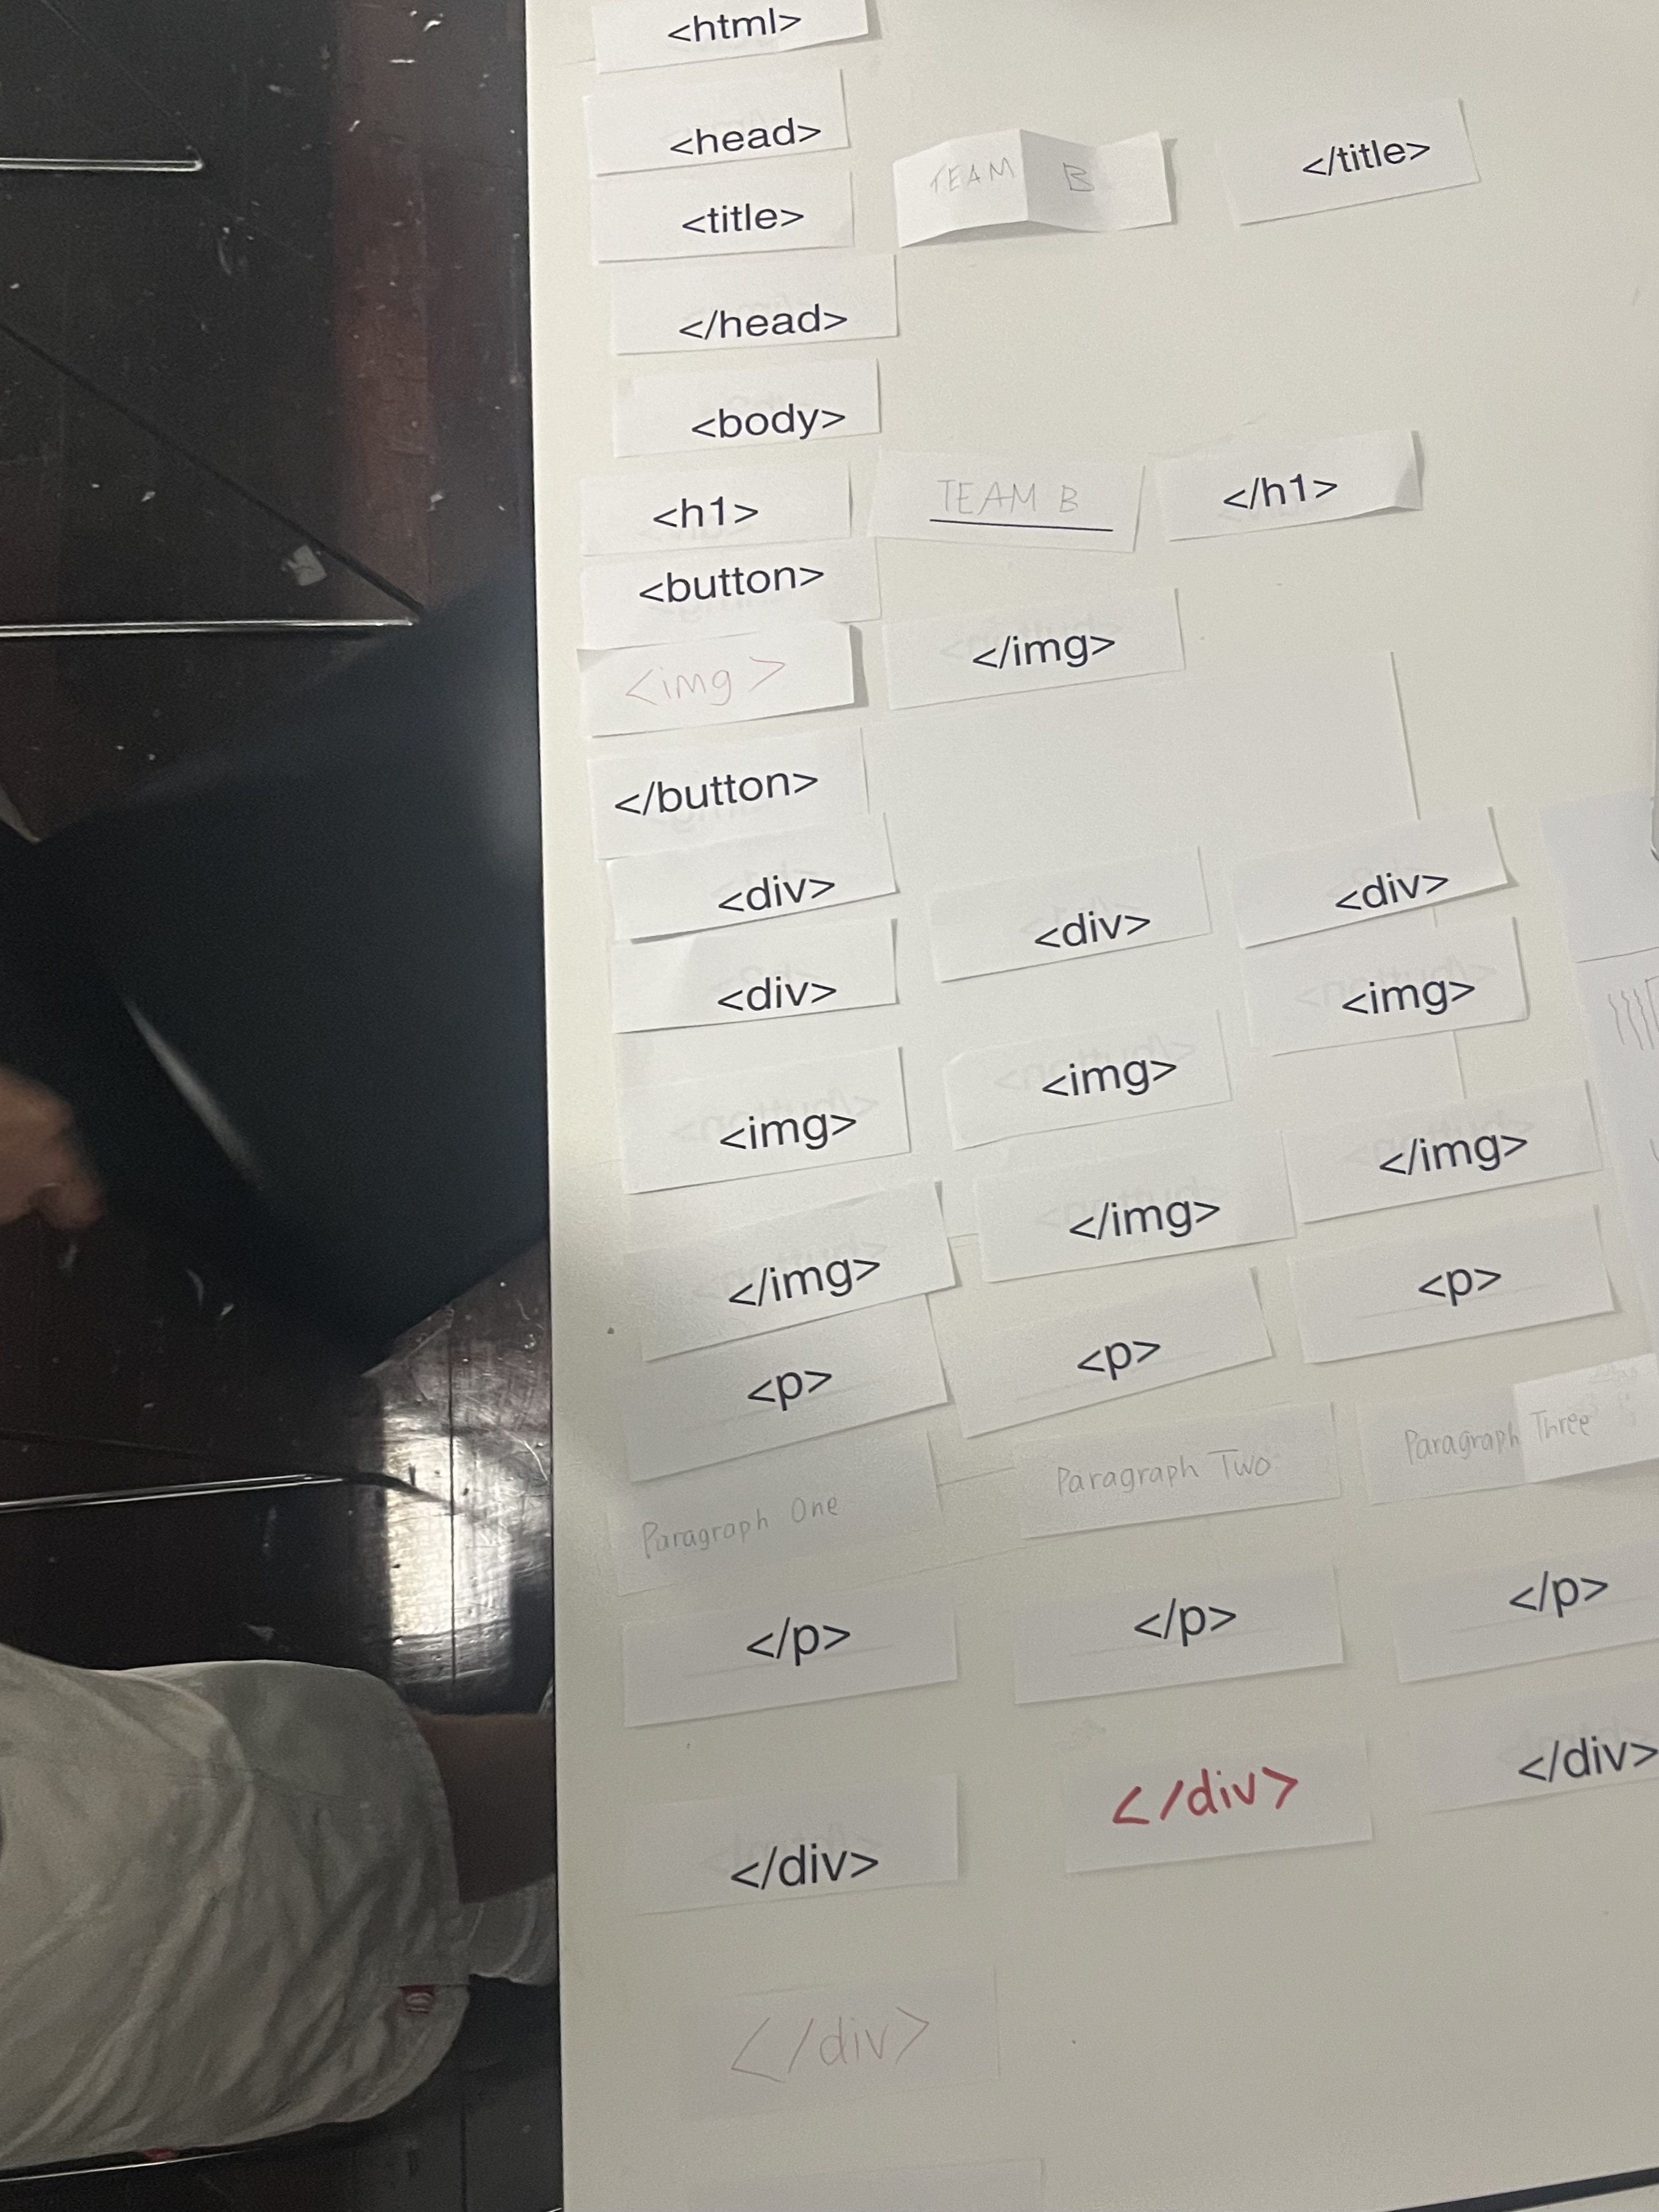 <html>
<head>
<title> TEAM B </title>
</head>
<body>
<h1> TEAM B </h1>
<button>
<img> </img>
</button>
<div>
<div> <div> <div>
<img> <img> <img>
</img> </img> </img>
<p> <p> <p>
Paragraph One Paragraph Two Paragraph Three
</p> </p> </p>
</div> </div> </div>
</div>